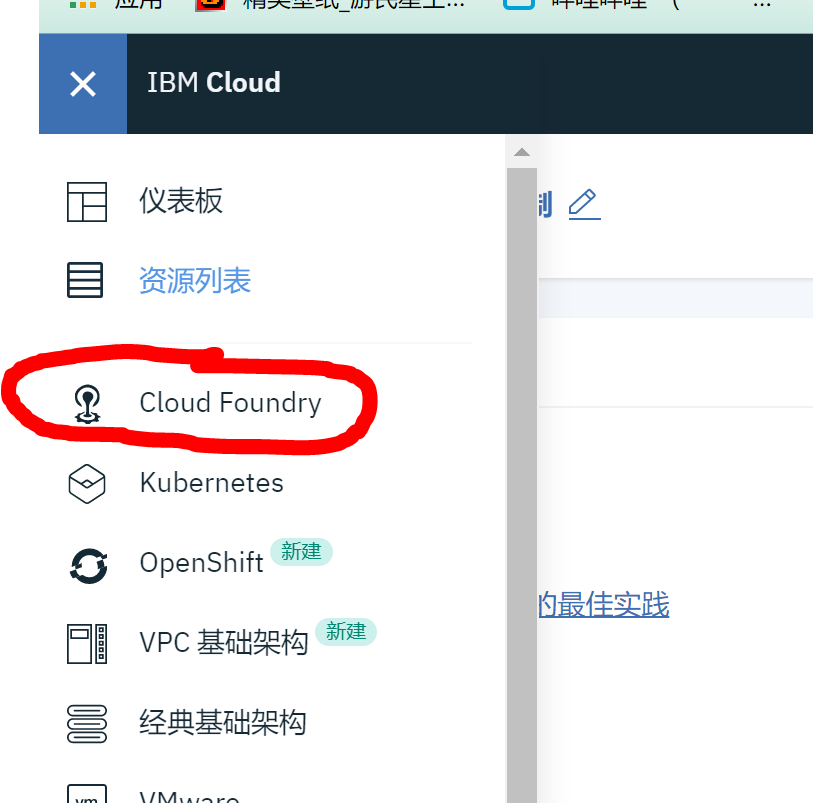 应用 精美壁纸_游民星空... 哔哩哔哩 ( ...
IBM Cloud
仪表板
制
资源列表
Cloud Foundry
Kubernetes
OpenShift 新建
的最佳实践
VPC 基础架构 新建
经典基础架构
vm VMware